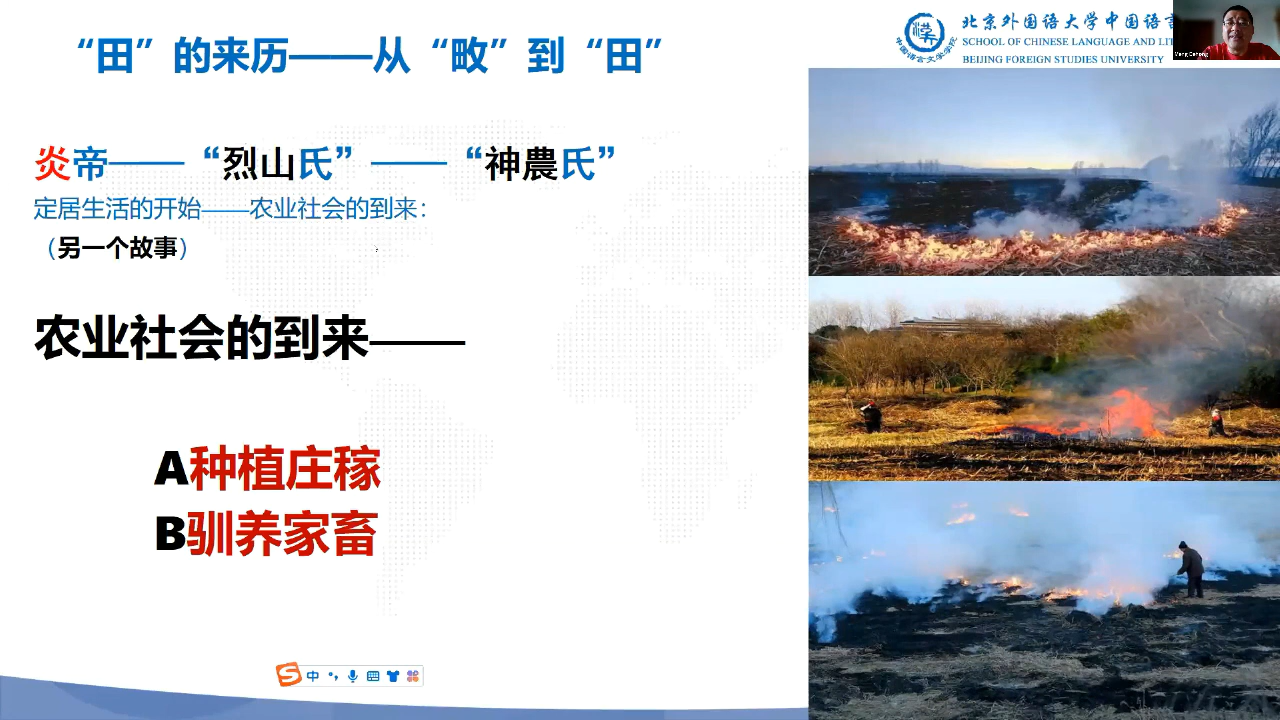 “田”的来历——从“畋”到“田”
北京外国语大学中国语言
SCHOOL OF CHINESE LANGUAGE AND LIT
BEIJING FOREIGN STUDIES UNIVERSITY
Meng Dehong
炎帝——“烈山氏”——“神農氏”
定居生活的开始——农业社会的到来：
（另一个故事）
农业社会的到来——
A种植庄稼
B驯养家畜
中